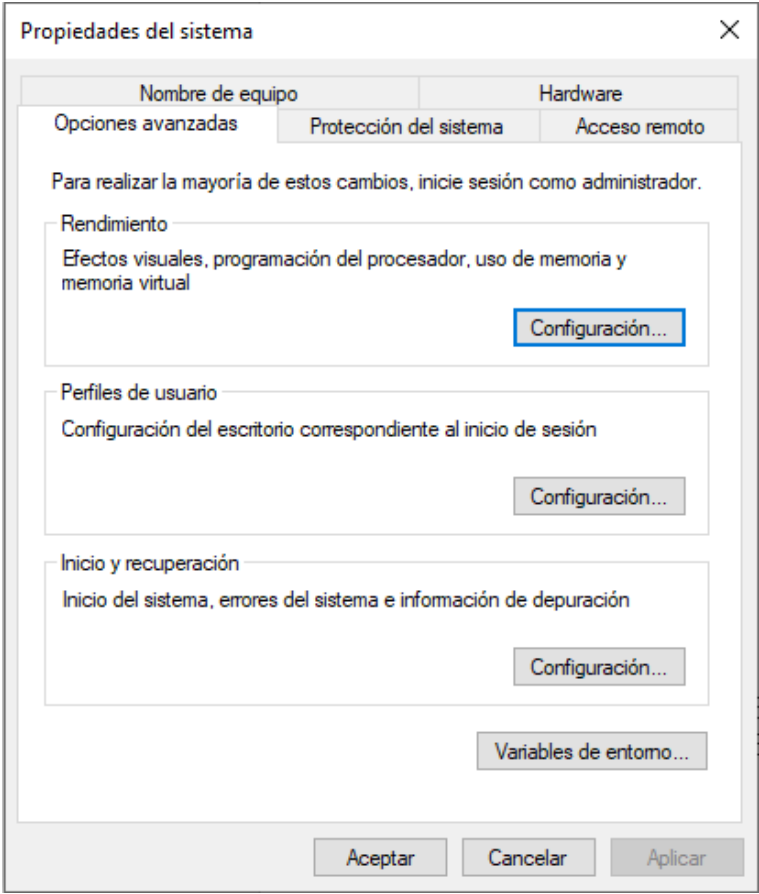 Propiedades del sistema
Nombre de equipo
Hardware
Opciones avanzadas
Protección del sistema
Acceso remoto
Para realizar la mayoría de estos cambios, inicie sesión como administrador.
Rendimiento
Efectos visuales, programación del procesador, uso de memoria y
memoria virtual
Configuración...
Perfiles de usuario
Configuración del escritorio correspondiente al inicio de sesión
Configuración...
Inicio y recuperación
Inicio del sistema, errores del sistema e información de depuración
Configuración...
Variables de entorno...
Aceptar
Cancelar
Aplicar